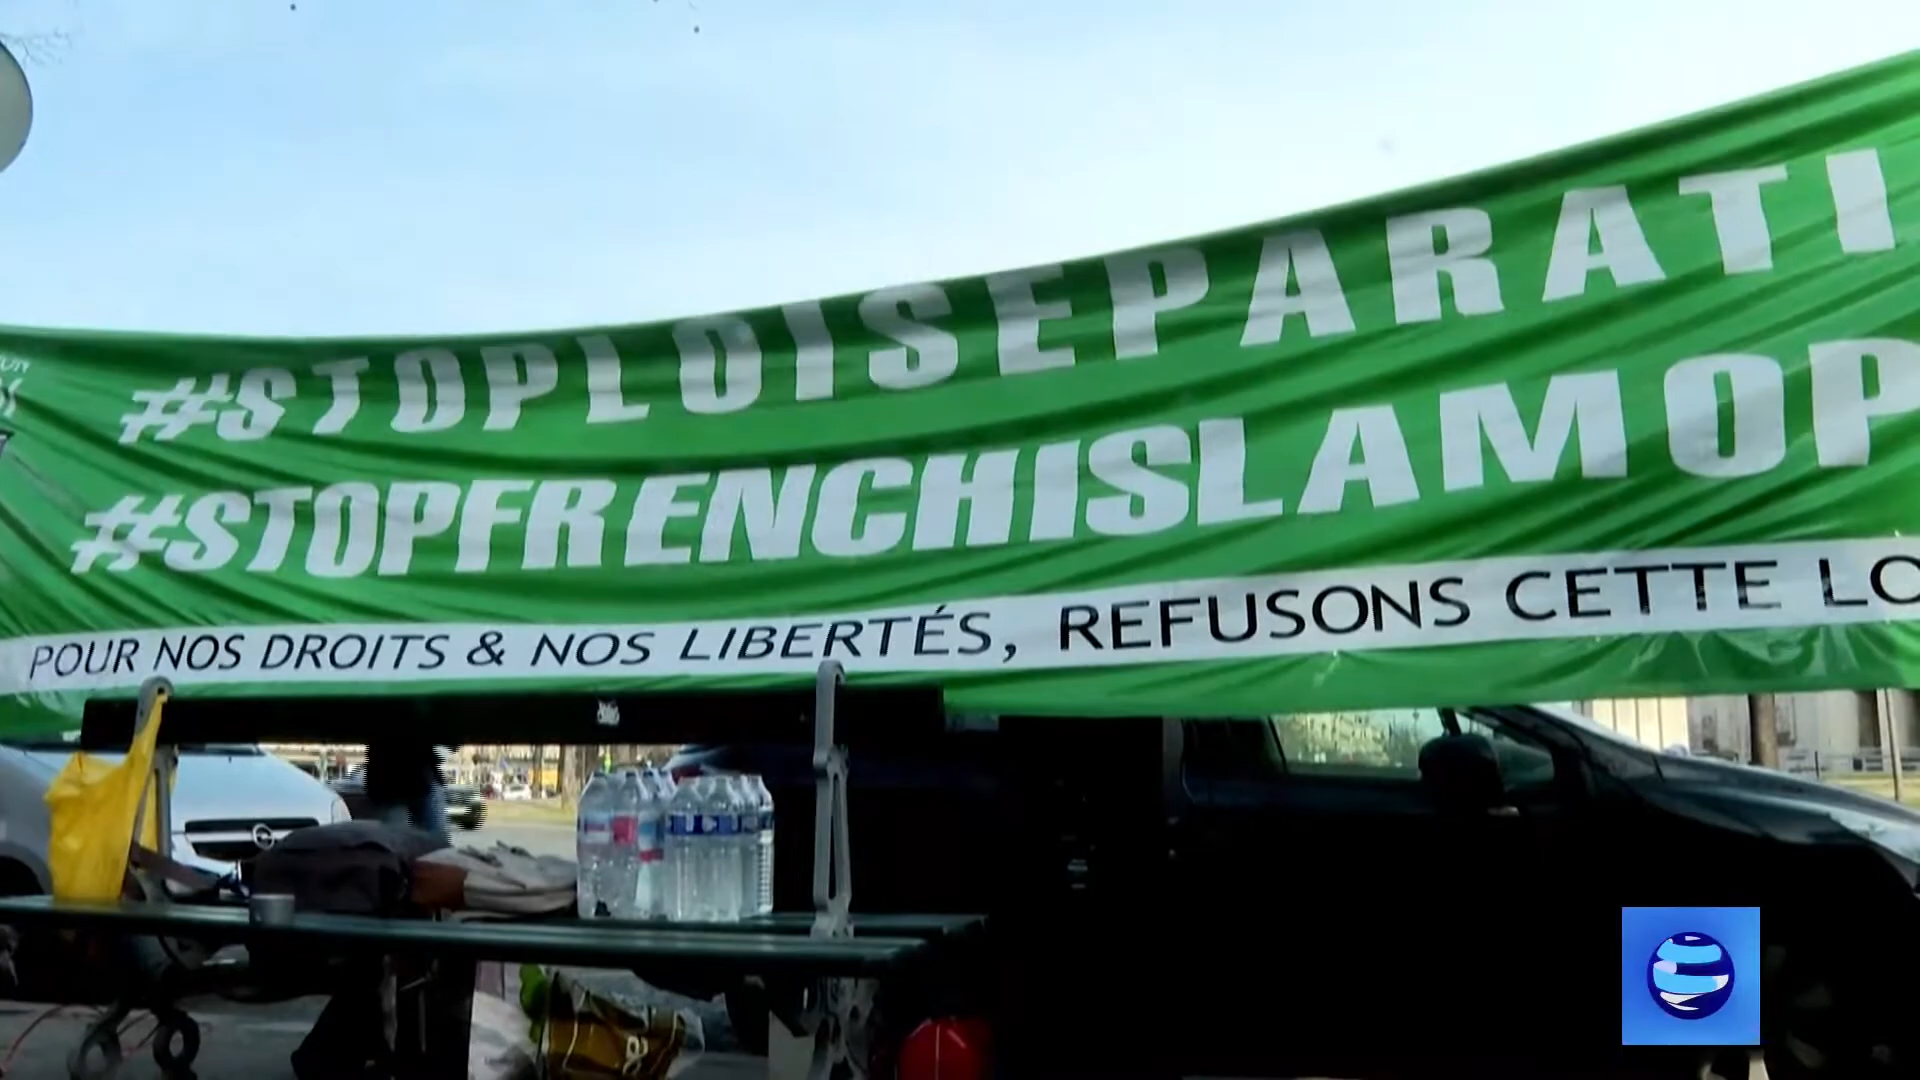 #STOPLOISEPARATI
#STOPFRENCHISLAMOP
POUR NOS DROITS & NOS LIBERTÉS, REFUSONS CETTE LO